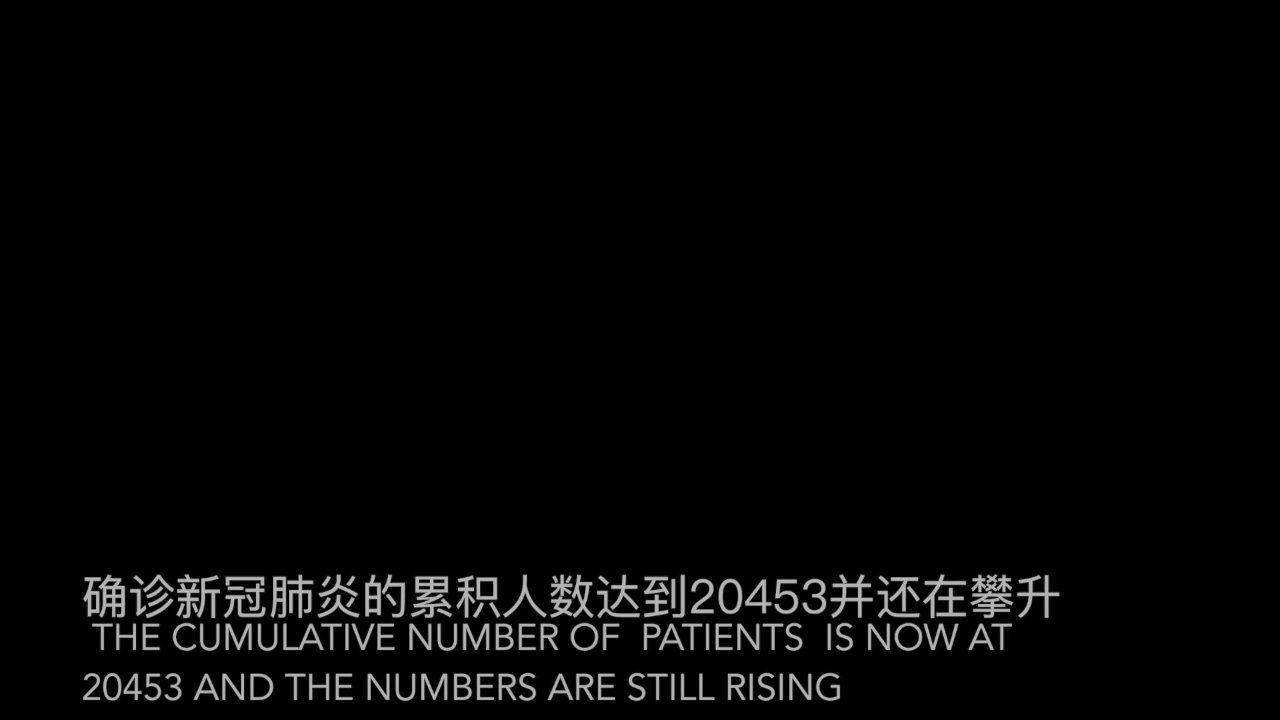 确诊新冠肺炎的累积人数达到20453并还在攀升
THE CUMULATIVE NUMBER OF PATIENTS IS NOW AT
20453 AND THE NUMBERS ARE STILL RISING